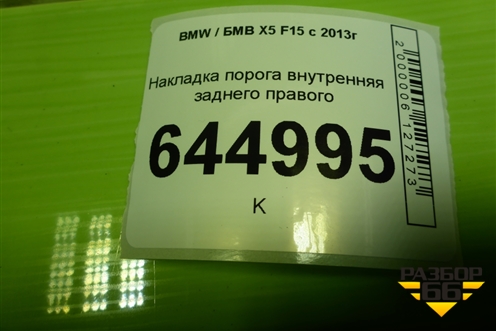 BMW / БМВ X5 F15 с 2013г
Накладка порога внутренняя
заднего правого
644995
К
2000006127273
РАЗБОР
66